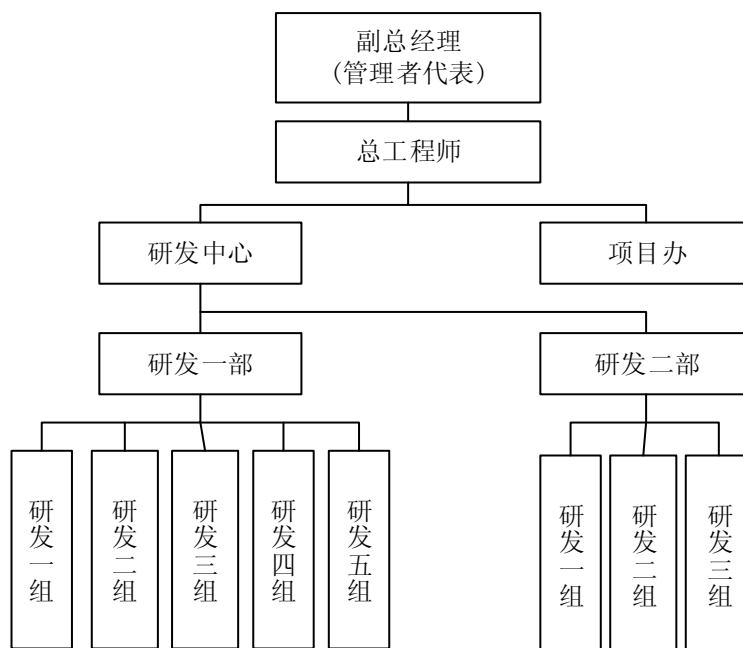 副总经理
（管理者代表）
总工程师
研发中心
项目办
研发一部
研发二部
研发一组
研发二组
研发三组
研发四组
研发五组
研发一组
研发二组
研发三组